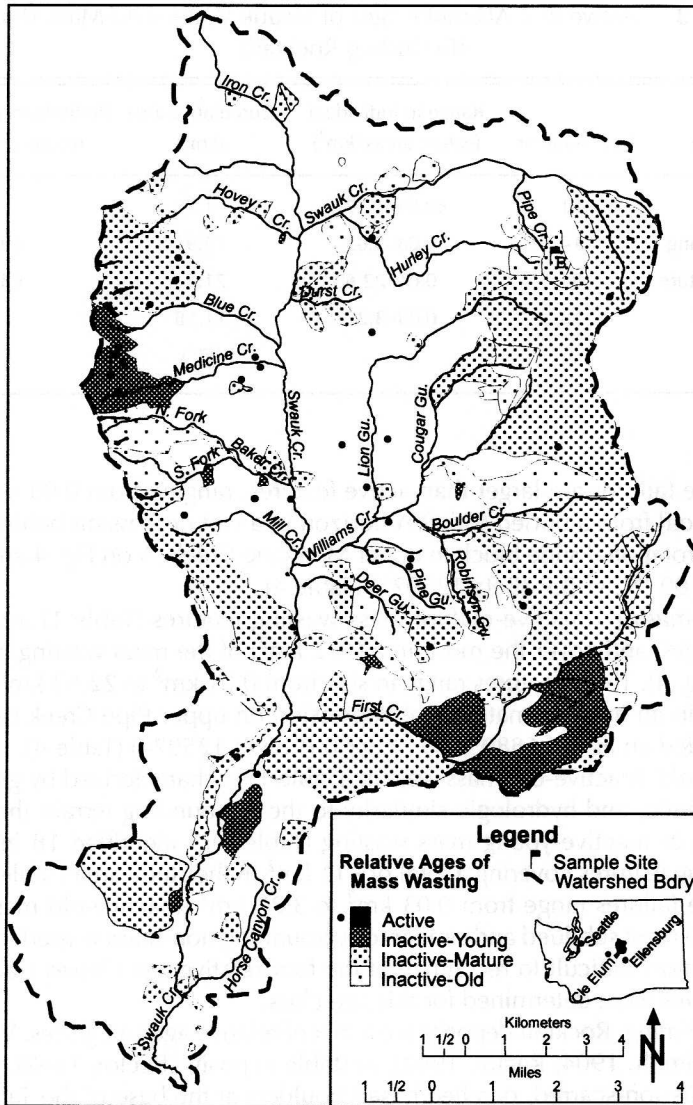 Iron Cr.
Hovey Cr.
Swauk Cr.
Pipe Cr.
Hurley Cr.
Durst Cr.
Blue Cr.
Medicine Cr.
Swauk Cr.
Lion Gu.
Cougar Gu.
N. Fork
S. Fork
Baker Cr.
Mill Cr.
Williams Cr.
Boulder Cr.
Robinson Gu.
Pine Gu.
Deer Gu.
First Cr.
Horse Canyon Cr.
Swauk Cr.
Legend
Relative Ages of
Mass Wasting
Active
Inactive-Young
Inactive-Mature
Inactive-Old
Sample Site
Watershed Bdry
Seattle
Cle Elum
Ellensburg
Kilometers
1 1/2 0 1 2 3 4
Miles
1 1/2 0 1 2 3 4
N